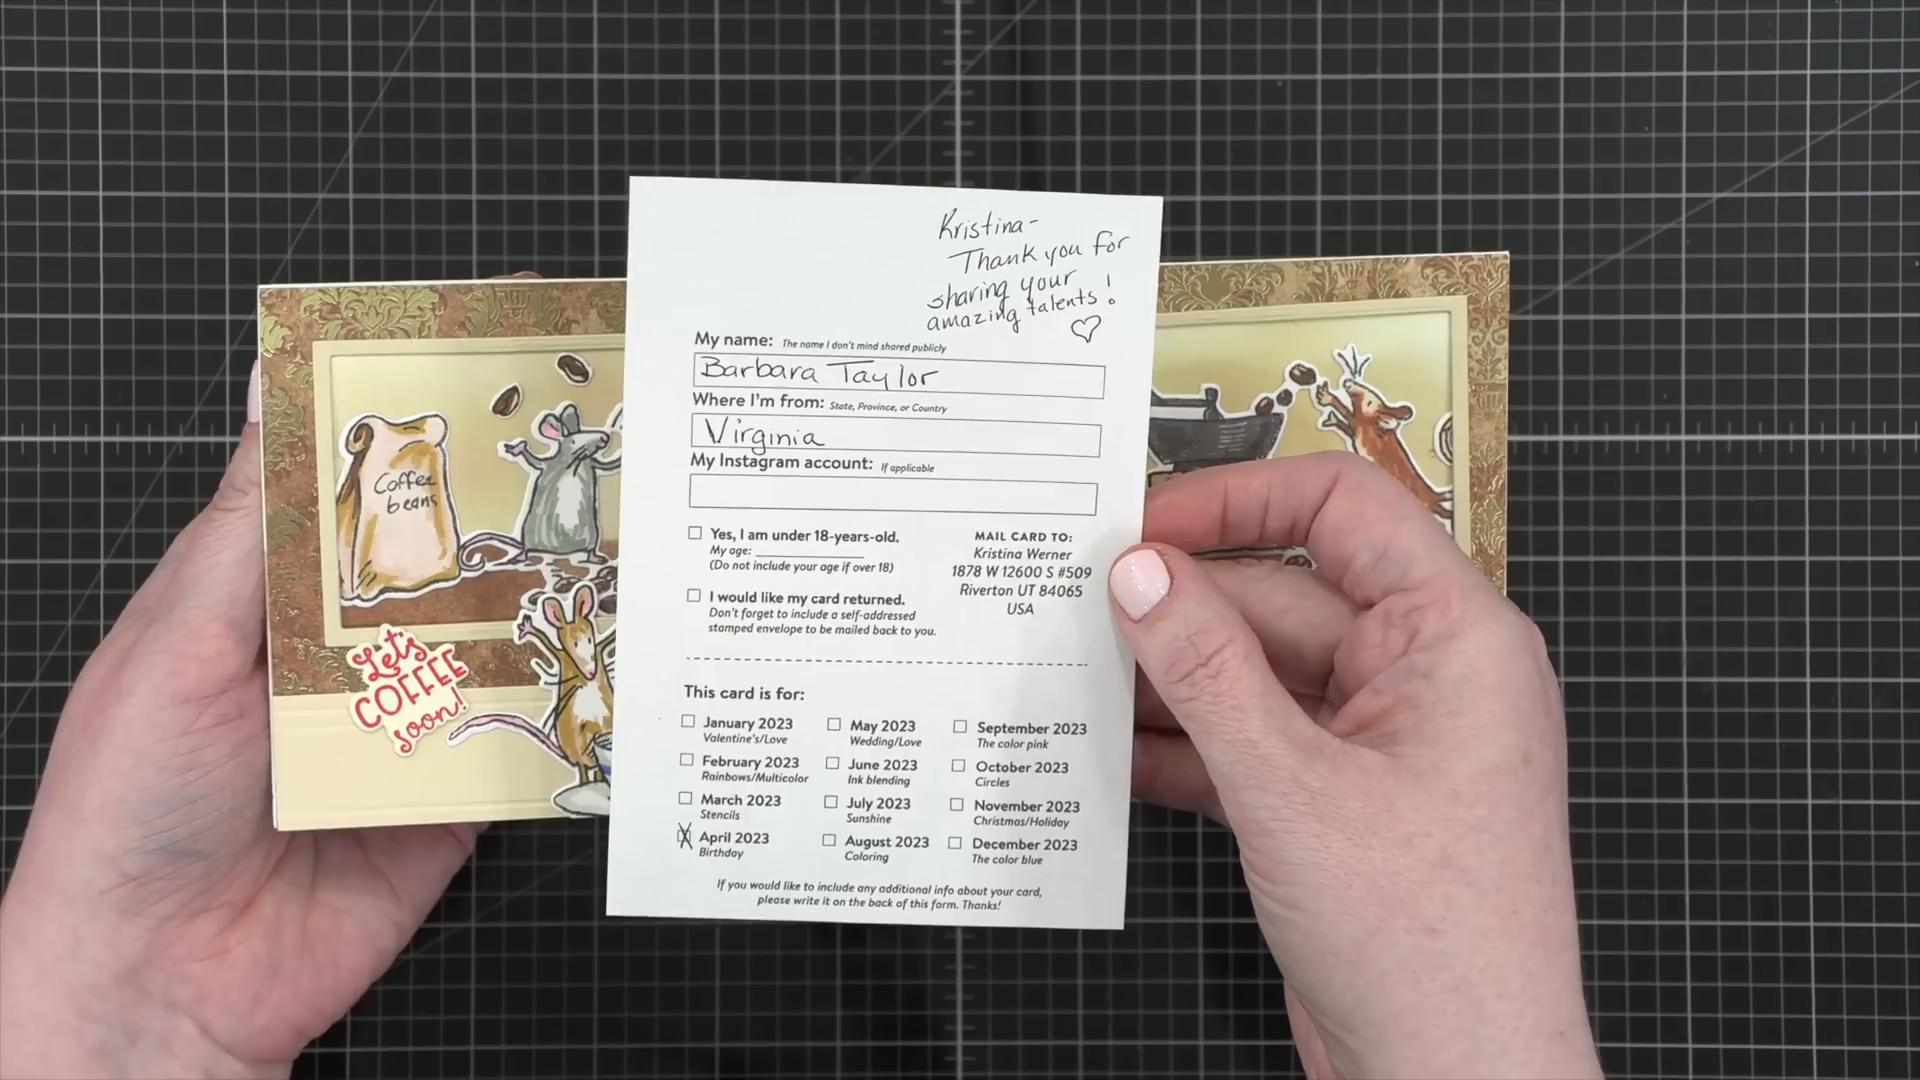 Kristina-
Thank you for
sharing your
amazing talents!
My name: The name I don't mind shared publicly
Barbara Taylor
Where I'm from: State, Province, or Country
Virginia
My Instagram account: If applicable
Yes, I am under 18-years-old.
My age: ____________
(Do not include your age if over 18)
I would like my card returned.
Don't forget to include a self-addressed
stamped envelope to be mailed back to you.
MAIL CARD TO:
Kristina Werner
1878 W 12600 S #509
Riverton UT 84065
USA
This card is for:
January 2023
Valentine's/Love
February 2023
Rainbows/Multicolor
March 2023
Stencils
X April 2023
Birthday
May 2023
Wedding/Love
June 2023
Ink blending
July 2023
Sunshine
August 2023
Coloring
September 2023
The color pink
October 2023
Circles
November 2023
Christmas/Holiday
December 2023
The color blue
If you would like to include any additional info about your card,
please write it on the back of this form. Thanks!
Coffee
beans
Let's
COFFEE
soon!